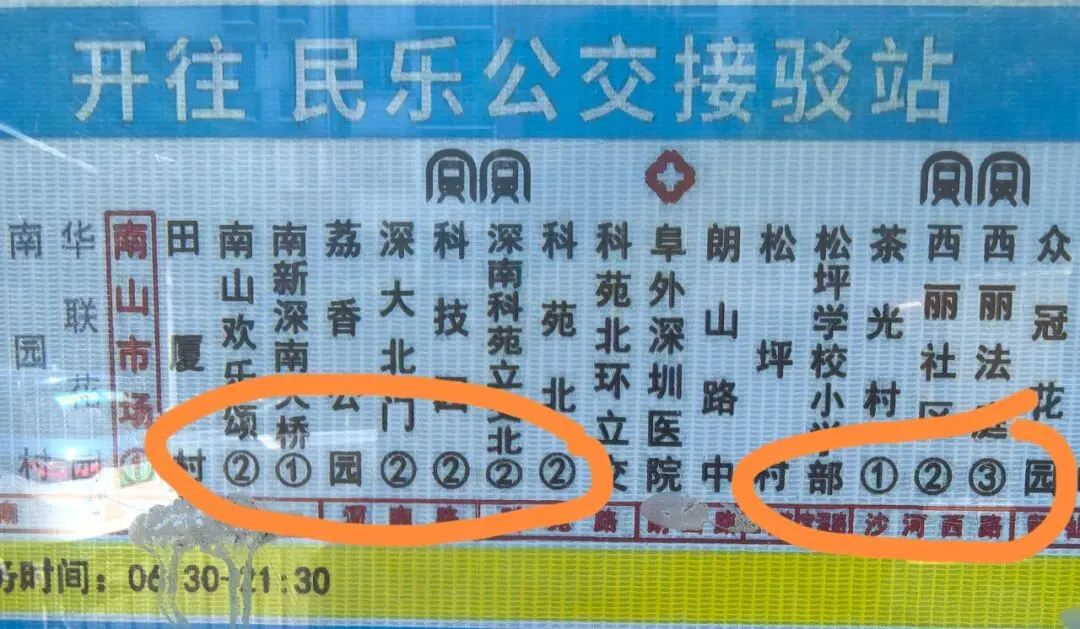 开往 民乐公交接驳站
南园村
华联花园
南山市场①
田厦村
南山欢乐颂②
南新深南大桥①
荔香公园
深大北门②
科技园②
深南科苑立交北②
科苑北②
科苑北环立交
阜外深圳医院
朗山路中
松坪村
松坪学校小学部
茶光村①
西丽社区②
西丽法庭③
众冠花园
南
路
沙河西路
务时间：06:30-21:30